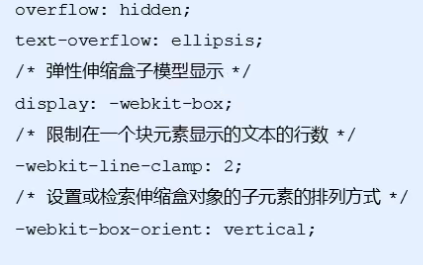 overflow: hidden;
text-overflow: ellipsis;
/* 弹性伸缩盒子模型显示 */
display: -webkit-box;
/* 限制在一个块元素显示的文本的行数 */
-webkit-line-clamp: 2;
/* 设置或检索伸缩盒对象的子元素的排列方式 */
-webkit-box-orient: vertical;